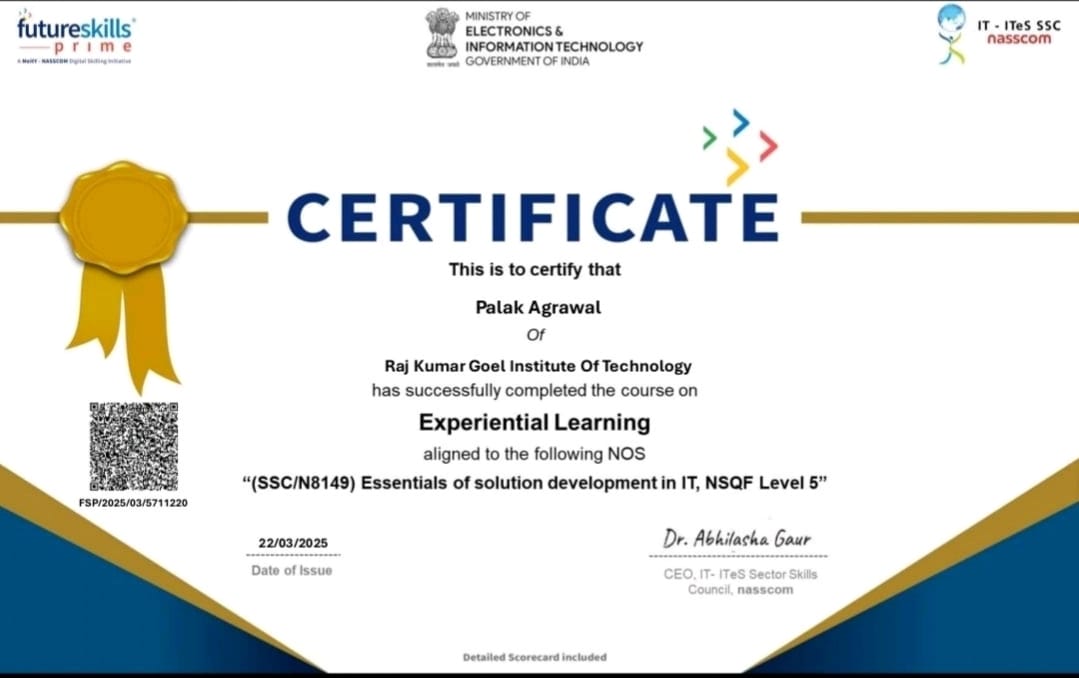 futureskills
prime
A MeitY - NASSCOM Digital Skilling Initiative
MINISTRY OF
ELECTRONICS &
INFORMATION TECHNOLOGY
GOVERNMENT OF INDIA
सत्यमेव जयते
IT - ITeS SSC
nasscom
CERTIFICATE
This is to certify that
Palak Agrawal
Of
Raj Kumar Goel Institute Of Technology
has successfully completed the course on
Experiential Learning
aligned to the following NOS
“(SSC/N8149) Essentials of solution development in IT, NSQF Level 5”
FSP/2025/03/5711220
22/03/2025
Date of Issue
Dr. Abhilasha Gaur
CEO, IT- ITeS Sector Skills
Council, nasscom
Detailed Scorecard included